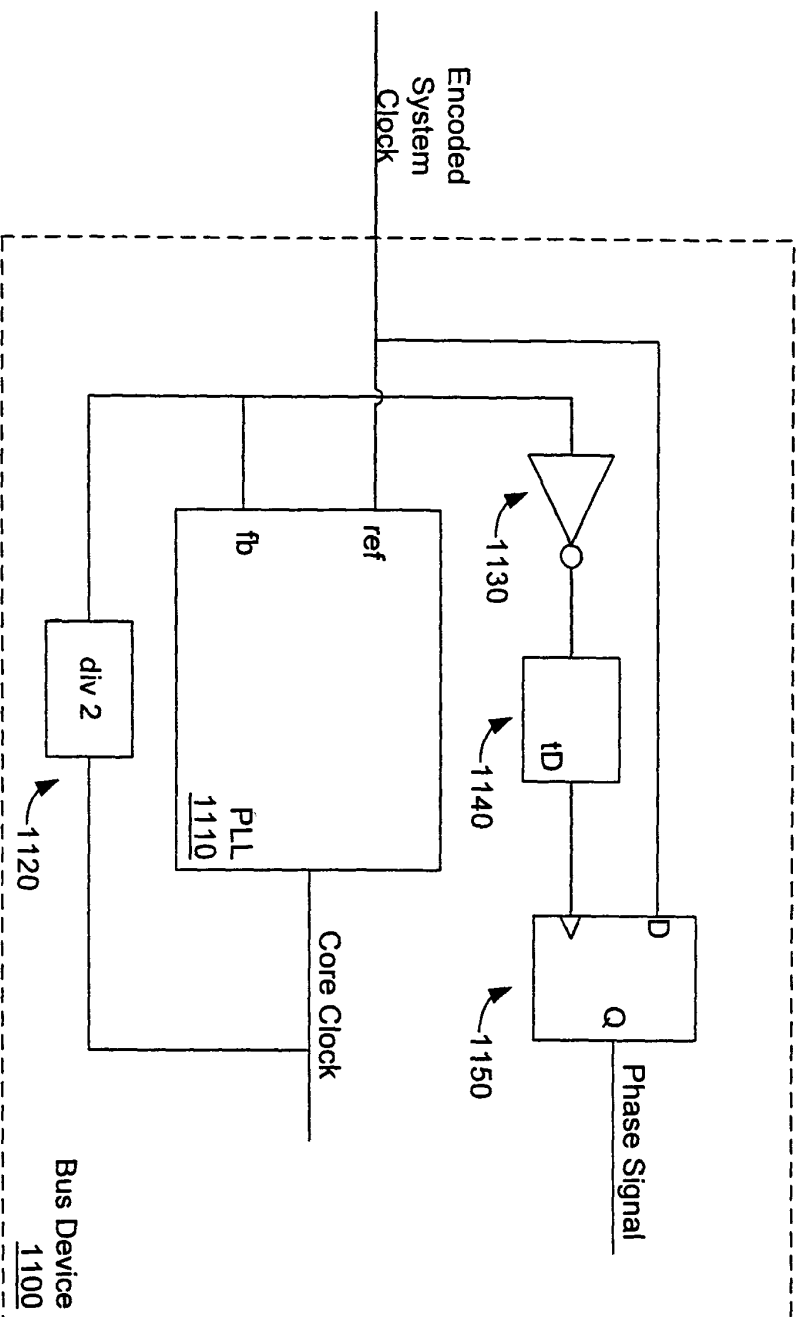 Encoded
System
Clock
D
Q
Phase Signal
1150
tD
1140
1130
ref
fb
PLL
1110
Core Clock
div 2
1120
Bus Device
1100